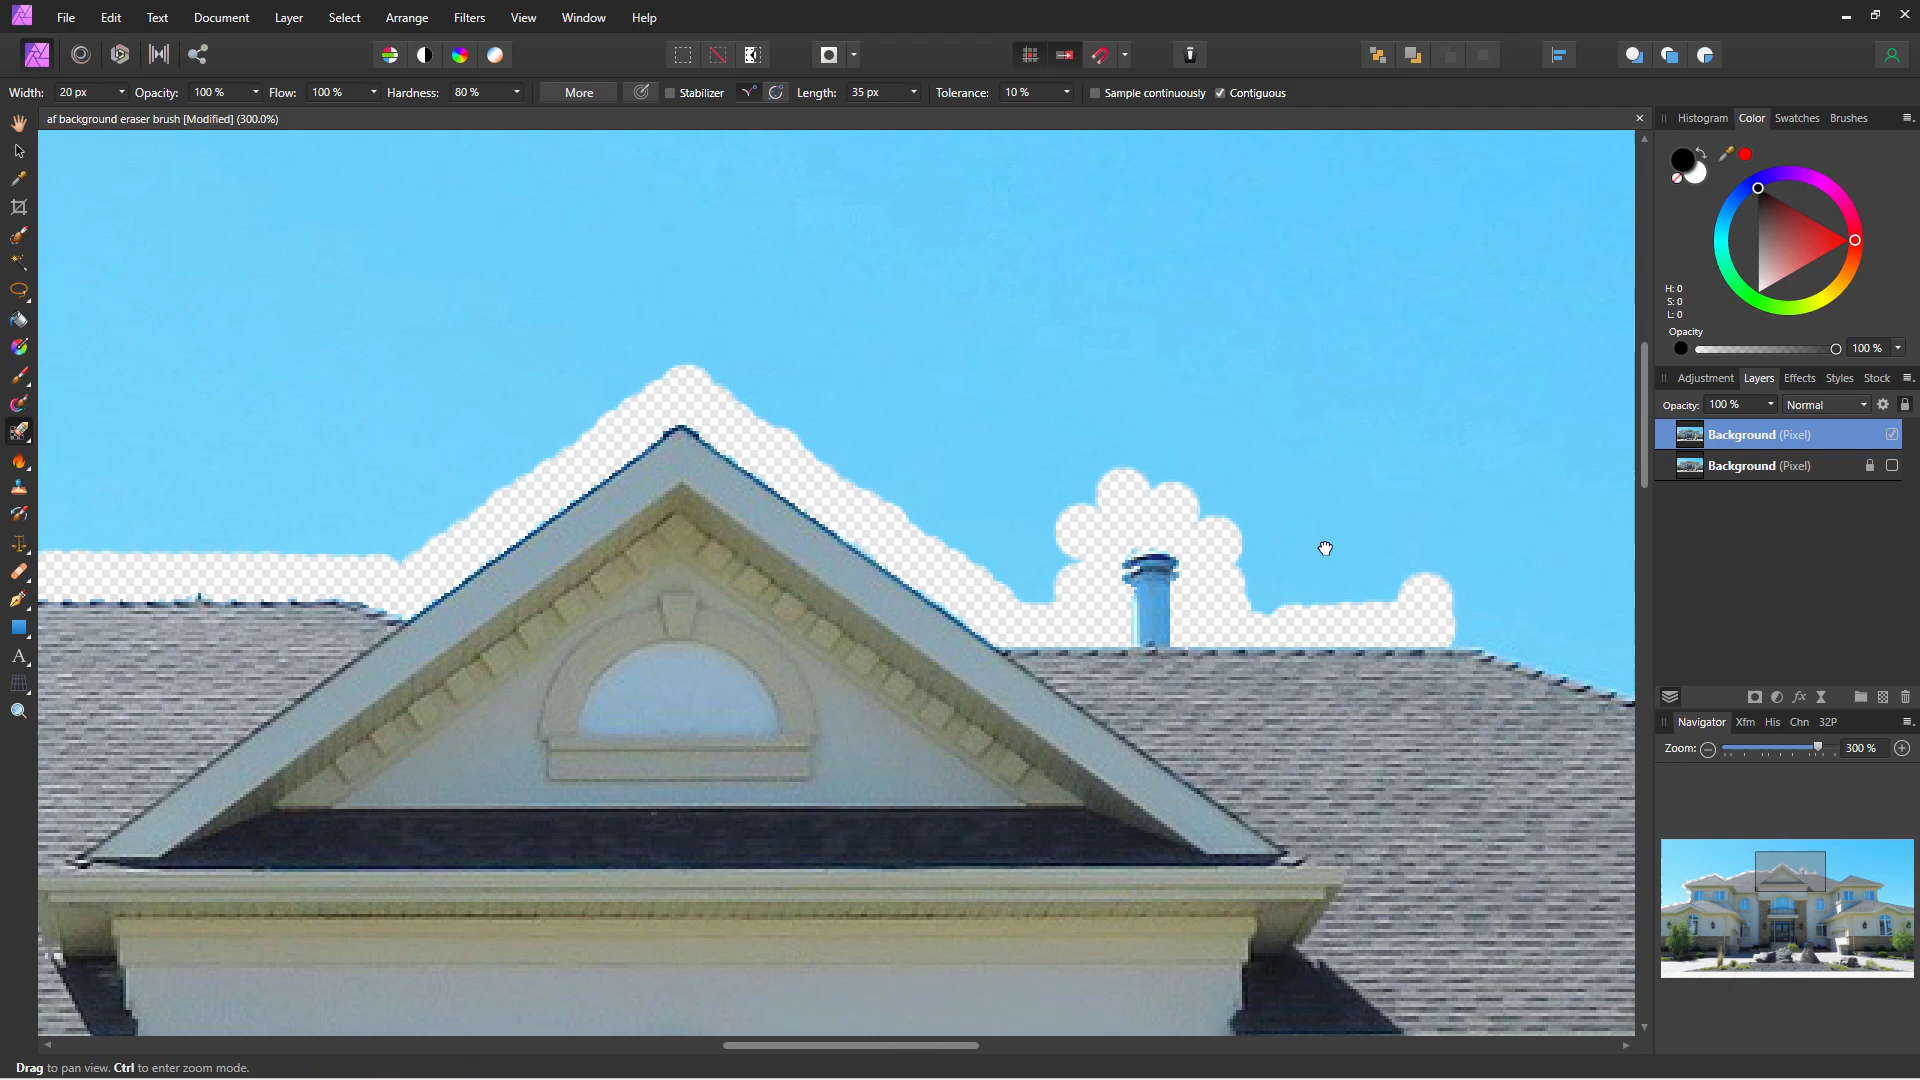 File Edit Text Document Layer Select Arrange Filters View Window Help
Width: 20 px Opacity: 100 % Flow: 100 % Hardness: 80 % More Stabilizer Length: 35 px Tolerance: 10 % Sample continuously Contiguous
af background eraser brush [Modified] (300.0%)
Histogram Color Swatches Brushes
H: 0
S: 0
L: 0
Opacity
100 %
Adjustment Layers Effects Styles Stock
Opacity: 100 % Normal
Background (Pixel)
Background (Pixel)
fx
Navigator Xfm His Chn 32P
Zoom: 300 %
A
Drag to pan view. Ctrl to enter zoom mode.